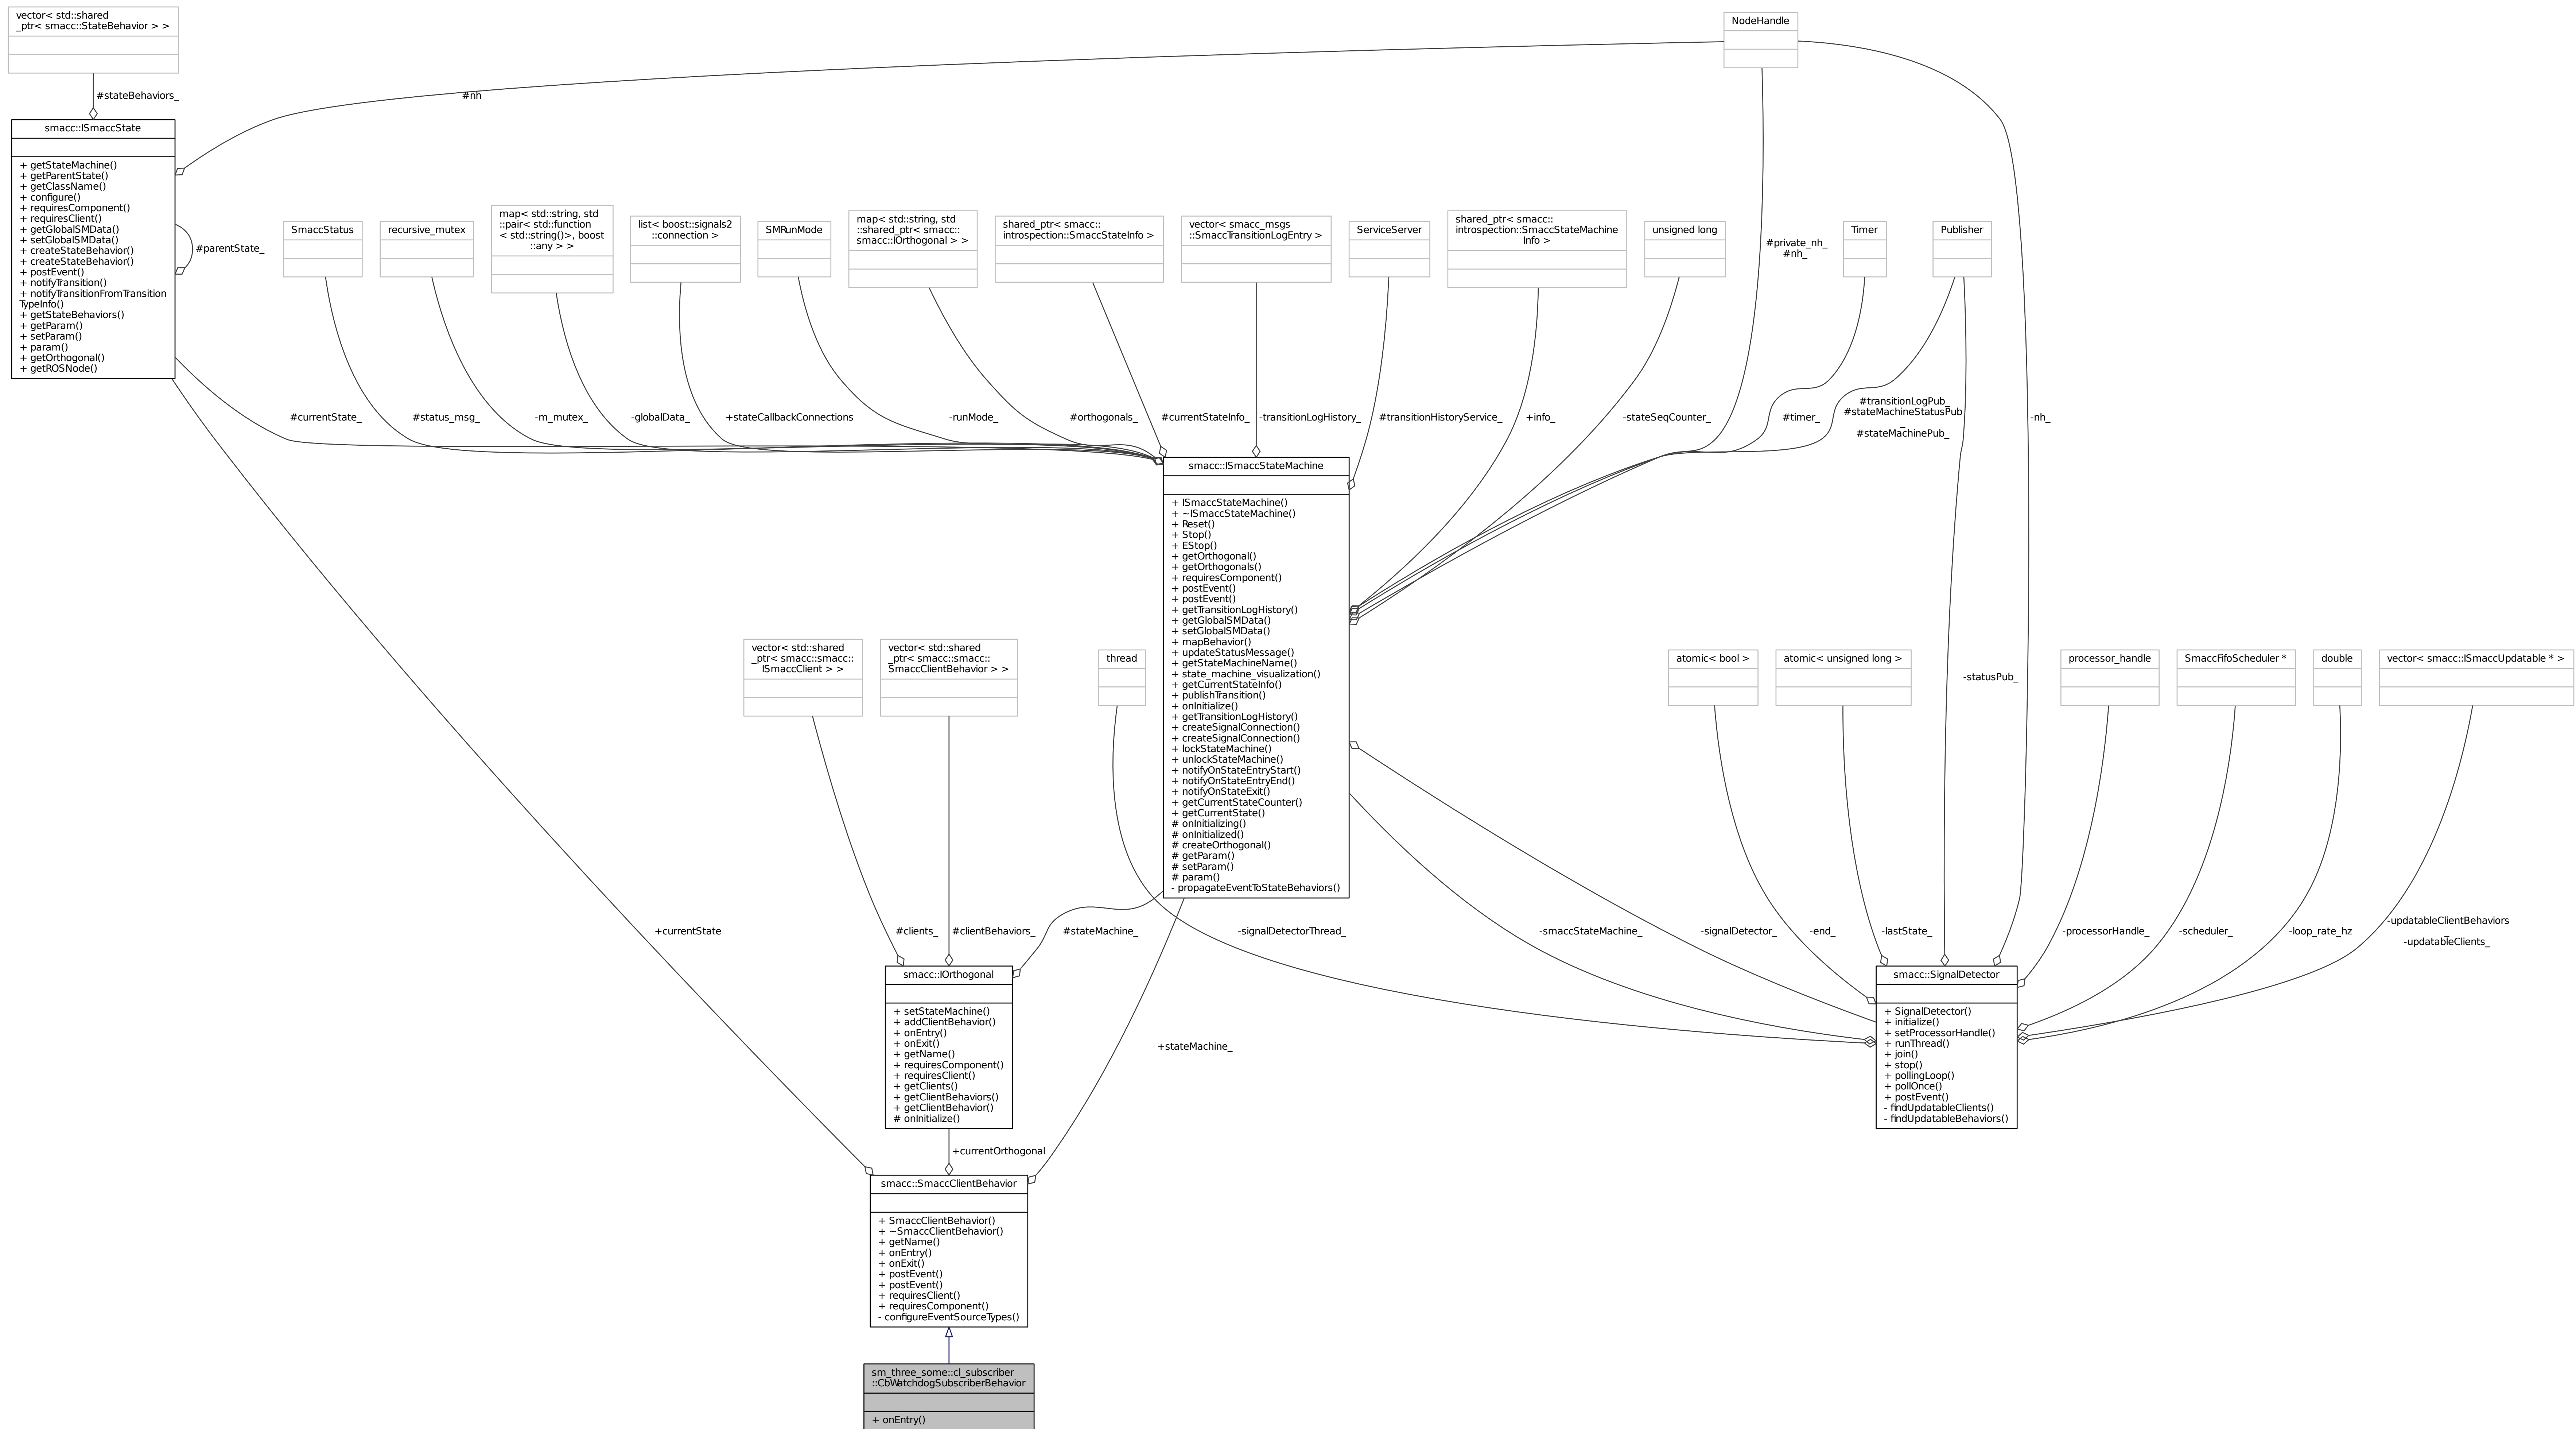 vector< std::shared
_ptr< smacc::StateBehavior > >
NodeHandle
#stateBehaviors_
#nh
smacc::ISmaccState
+ getStateMachine()
+ getParentState()
+ getClassName()
+ configure()
+ requiresComponent()
+ requiresClient()
+ getGlobalSMData()
+ setGlobalSMData()
+ createStateBehavior()
+ createStateBehavior()
+ postEvent()
+ notifyTransition()
+ notifyTransitionFromTransition
TypeInfo()
+ getStateBehaviors()
+ getParam()
+ setParam()
+ param()
+ getOrthogonal()
+ getROSNode()
#parentState_
SmaccStatus
recursive_mutex
map< std::string, std
::pair< std::function
< std::string()>, boost
::any > >
list< boost::signals2
::connection >
SMRunMode
map< std::string, std
::shared_ptr< smacc::
smacc::IOrthogonal > >
shared_ptr< smacc::
introspection::SmaccStateInfo >
vector< smacc_msgs
::SmaccTransitionLogEntry >
ServiceServer
shared_ptr< smacc::
introspection::SmaccStateMachine
Info >
unsigned long
#private_nh_
#nh_
Timer
Publisher
#currentState_
#status_msg_
-m_mutex_
-globalData_
+stateCallbackConnections
-runMode_
#orthogonals_
#currentStateInfo_
-transitionLogHistory_
#transitionHistoryService_
+info_
-stateSeqCounter_
#timer_
#transitionLogPub_
#stateMachineStatusPub
_
#stateMachinePub_
-nh_
smacc::ISmaccStateMachine
+ ISmaccStateMachine()
+ ~ISmaccStateMachine()
+ Reset()
+ Stop()
+ EStop()
+ getOrthogonal()
+ getOrthogonals()
+ requiresComponent()
+ postEvent()
+ postEvent()
+ getTransitionLogHistory()
+ getGlobalSMData()
+ setGlobalSMData()
+ mapBehavior()
+ updateStatusMessage()
+ getStateMachineName()
+ state_machine_visualization()
+ getCurrentStateInfo()
+ publishTransition()
+ onInitialize()
+ getTransitionLogHistory()
+ createSignalConnection()
+ createSignalConnection()
+ lockStateMachine()
+ unlockStateMachine()
+ notifyOnStateEntryStart()
+ notifyOnStateEntryEnd()
+ notifyOnStateExit()
+ getCurrentStateCounter()
+ getCurrentState()
# onInitializing()
# onInitialized()
# createOrthogonal()
# getParam()
# setParam()
# param()
- propagateEventToStateBehaviors()
vector< std::shared
_ptr< smacc::smacc::
ISmaccClient > >
vector< std::shared
_ptr< smacc::smacc::
SmaccClientBehavior > >
thread
atomic< bool >
atomic< unsigned long >
-statusPub_
processor_handle
SmaccFifoScheduler *
double
vector< smacc::ISmaccUpdatable * >
+currentState
#clients_
#clientBehaviors_
#stateMachine_
-signalDetectorThread_
-smaccStateMachine_
-signalDetector_
-end_
-lastState_
-processorHandle_
-scheduler_
-loop_rate_hz
-updatableClientBehaviors
_
-updatableClients_
smacc::IOrthogonal
+ setStateMachine()
+ addClientBehavior()
+ onEntry()
+ onExit()
+ getName()
+ requiresComponent()
+ requiresClient()
+ getClients()
+ getClientBehaviors()
+ getClientBehavior()
# onInitialize()
+stateMachine_
smacc::SignalDetector
+ SignalDetector()
+ initialize()
+ setProcessorHandle()
+ runThread()
+ join()
+ stop()
+ pollingLoop()
+ pollOnce()
+ postEvent()
- findUpdatableClients()
- findUpdatableBehaviors()
+currentOrthogonal
smacc::SmaccClientBehavior
+ SmaccClientBehavior()
+ ~SmaccClientBehavior()
+ getName()
+ onEntry()
+ onExit()
+ postEvent()
+ postEvent()
+ requiresClient()
+ requiresComponent()
- configureEventSourceTypes()
sm_three_some::cl_subscriber
::CbWatchdogSubscriberBehavior
+ onEntry()